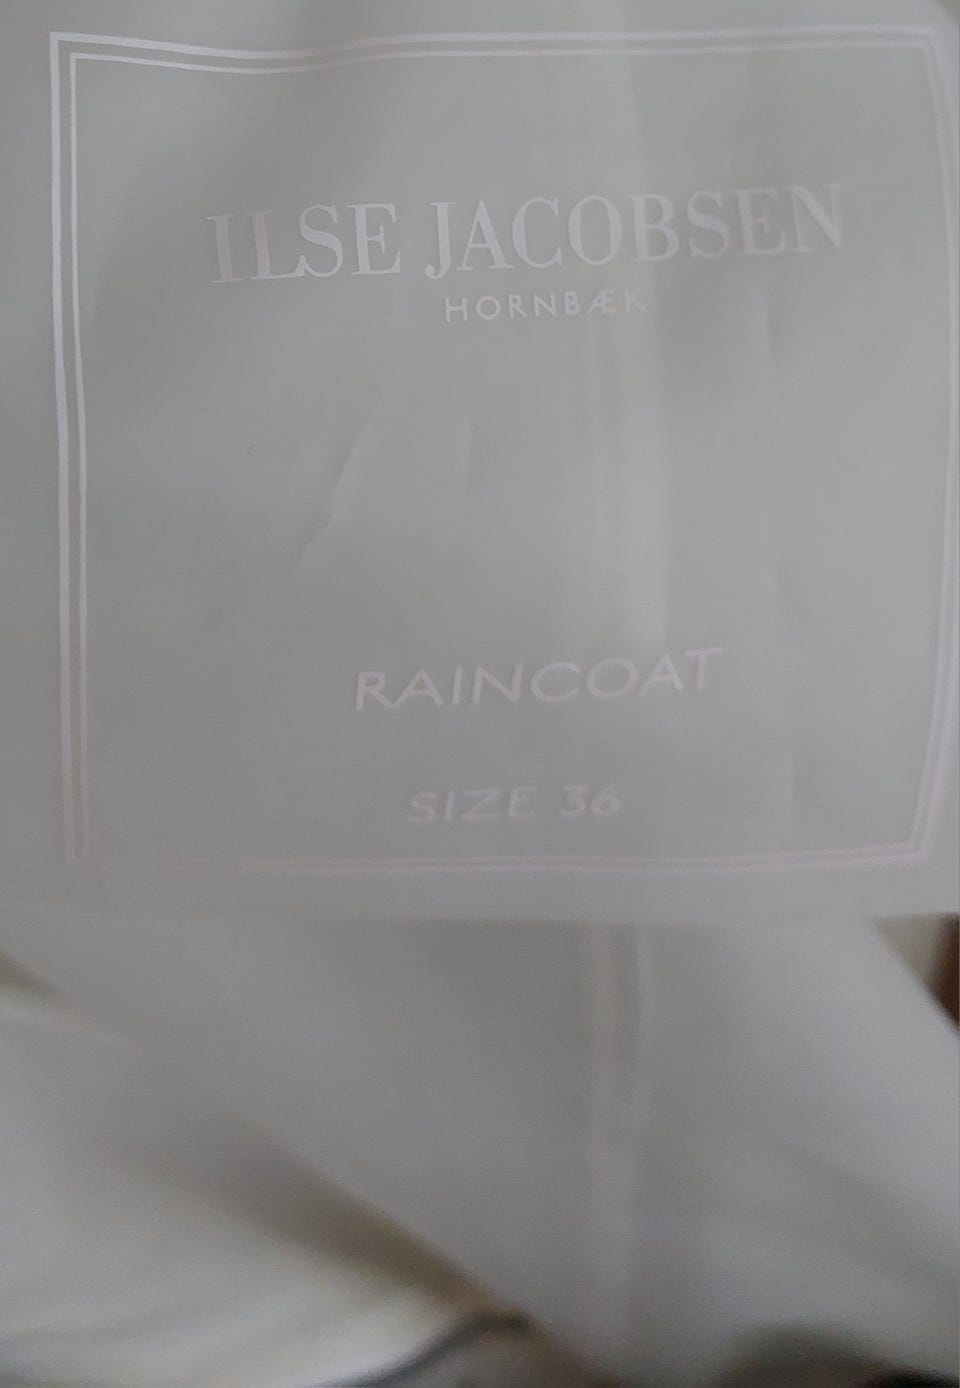 ILSE JACOBSEN
HORNBÆK
RAINCOAT
SIZE 36